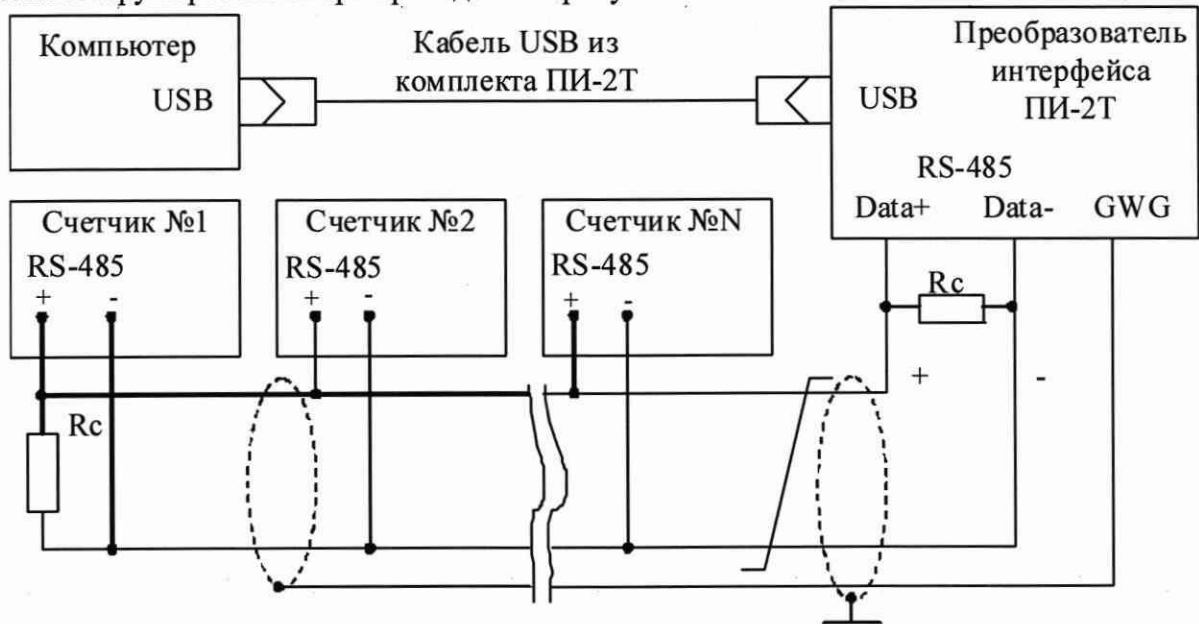 Компьютер
USB
Кабель USB из
комплекта ПИ-2Т
Преобразователь
интерфейса
ПИ-2Т
USB
RS-485
Data+ Data- GWG
Счетчик №1
RS-485
+ -
Счетчик №2
RS-485
+ -
Счетчик №N
RS-485
+ -
Rc
+ -
Rc